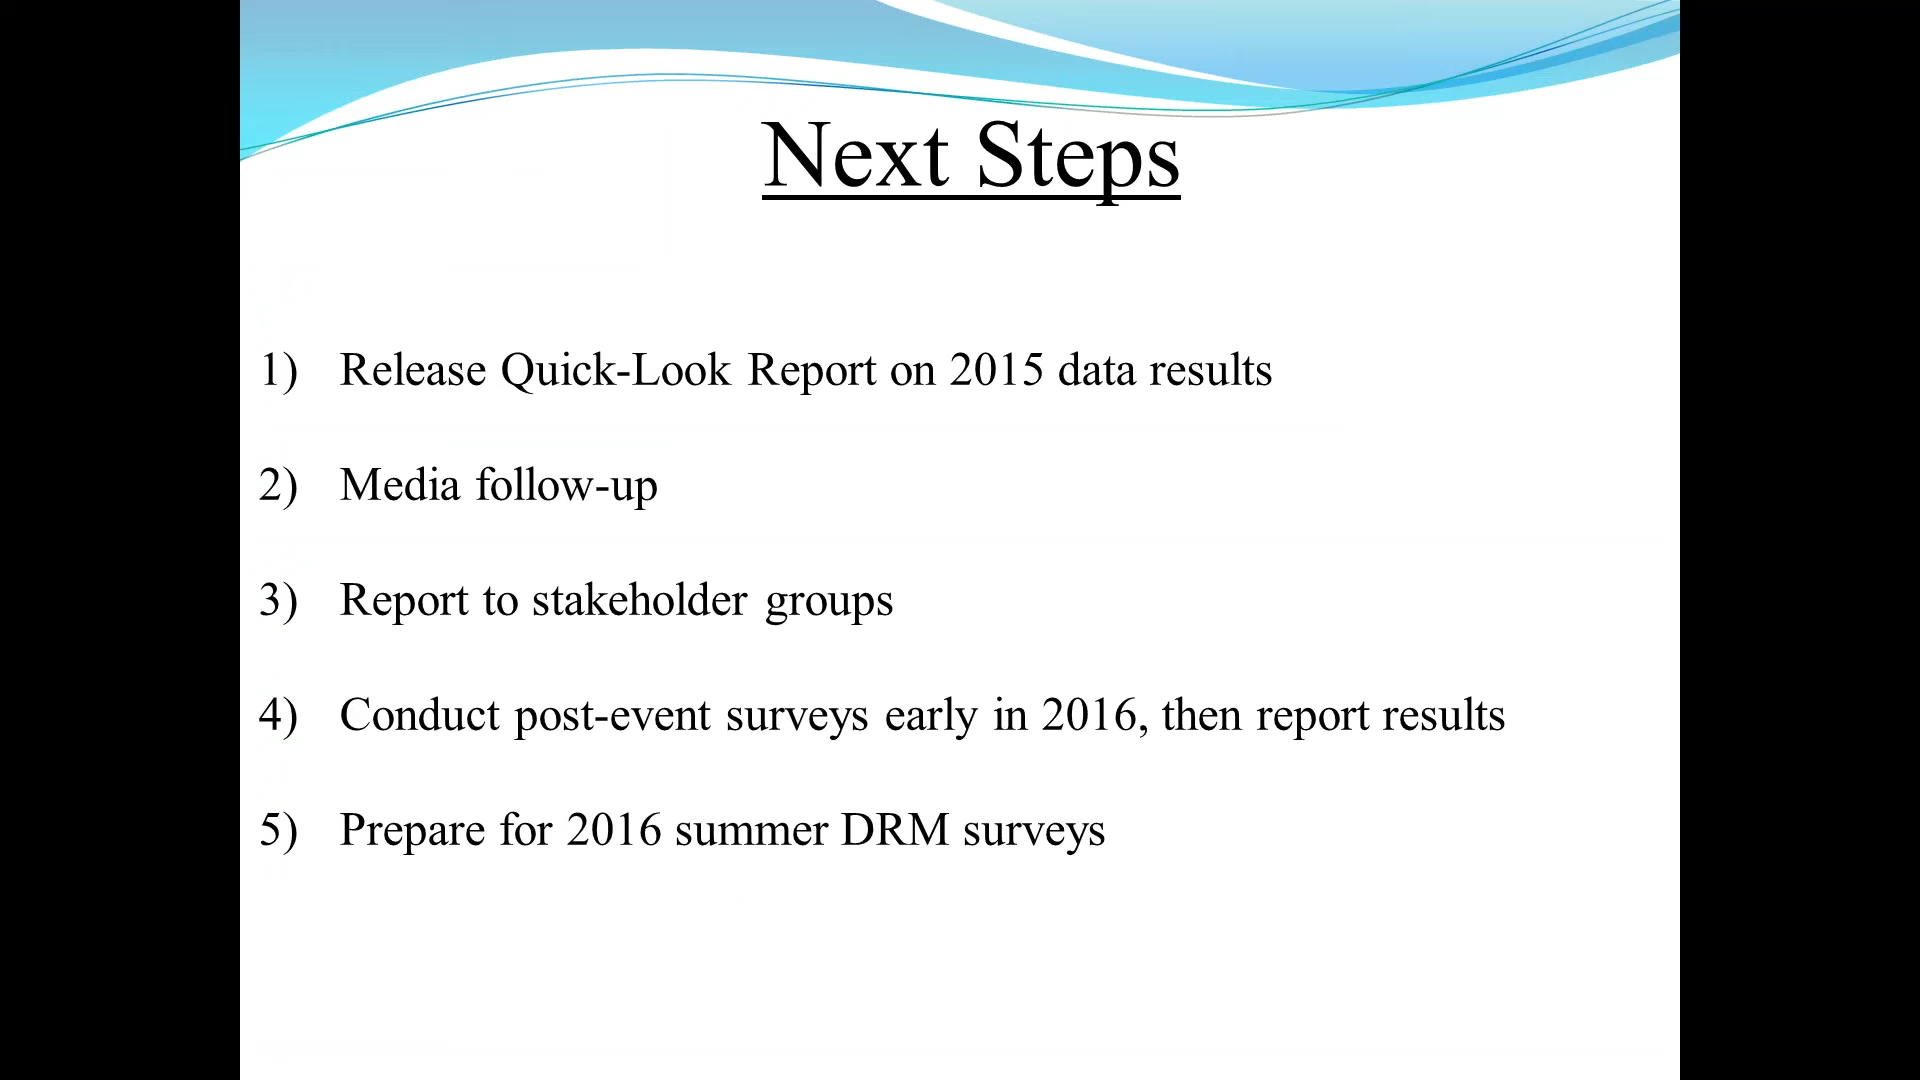 Next Steps
1) Release Quick-Look Report on 2015 data results
2) Media follow-up
3) Report to stakeholder groups
4) Conduct post-event surveys early in 2016, then report results
5) Prepare for 2016 summer DRM surveys